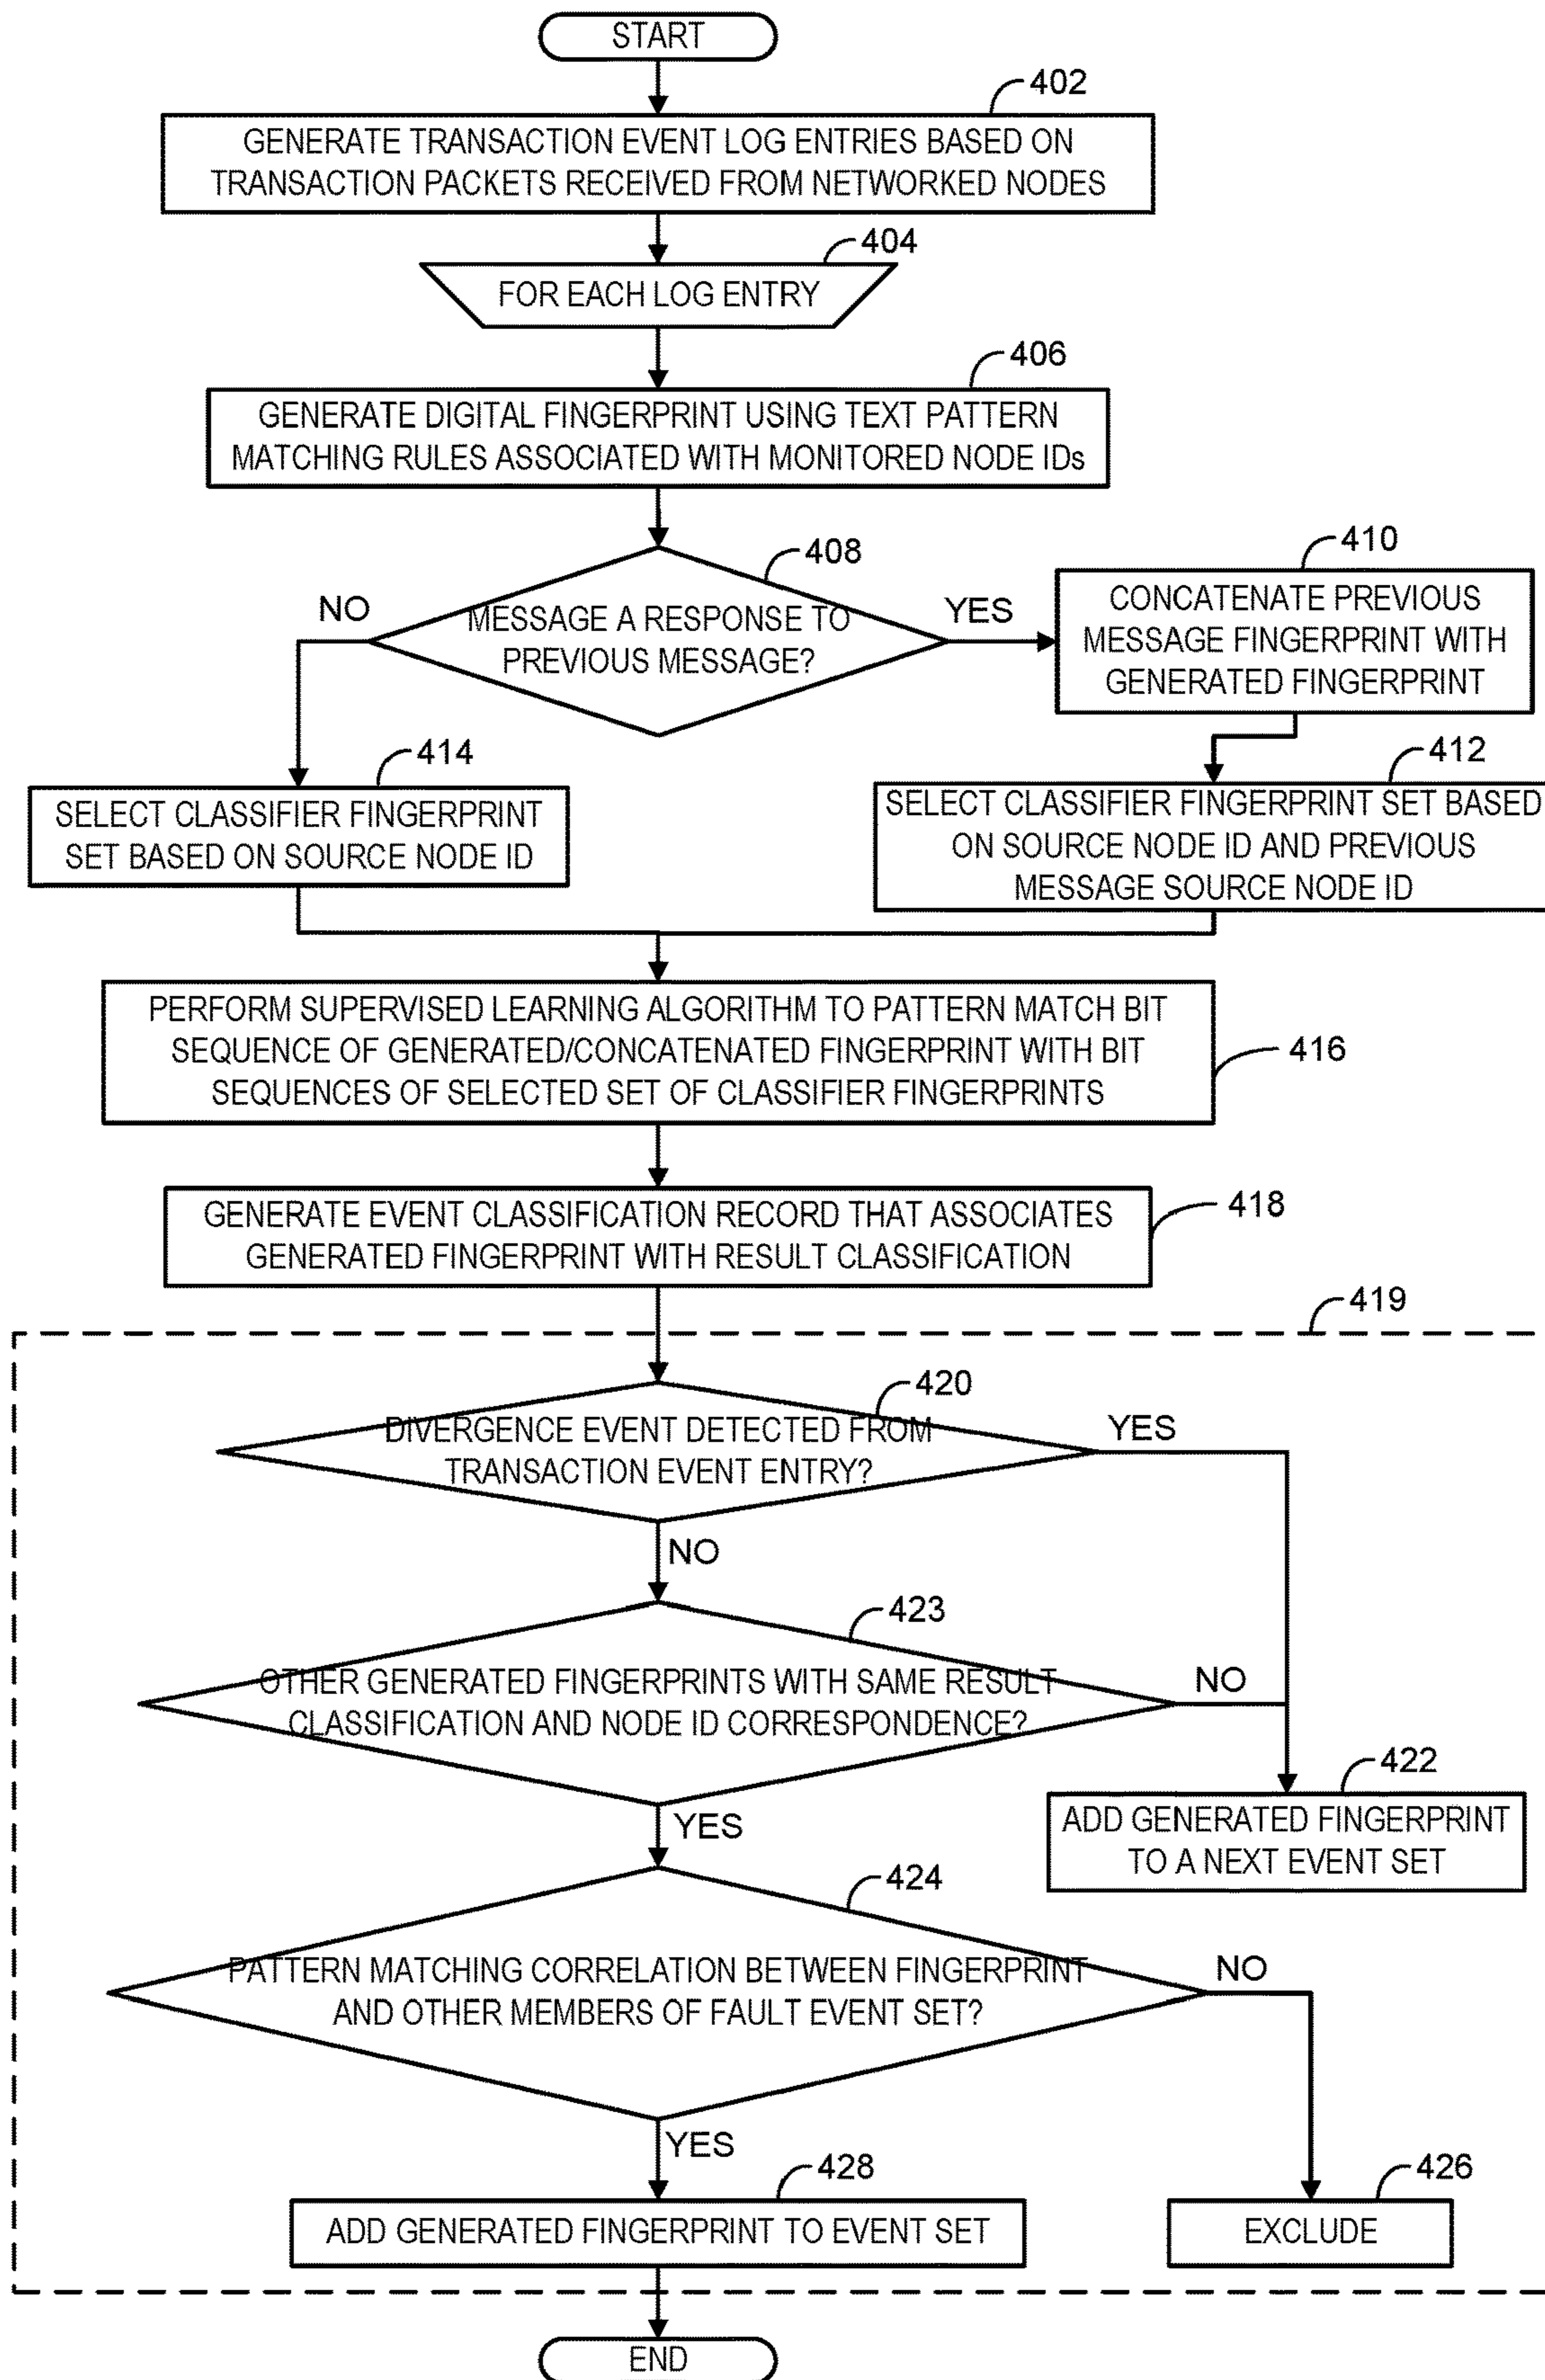 START
402
GENERATE TRANSACTION EVENT LOG ENTRIES BASED ON
TRANSACTION PACKETS RECEIVED FROM NETWORKED NODES
404
FOR EACH LOG ENTRY
406
GENERATE DIGITAL FINGERPRINT USING TEXT PATTERN
MATCHING RULES ASSOCIATED WITH MONITORED NODE IDs
408
MESSAGE A RESPONSE TO
PREVIOUS MESSAGE?
NO
YES
410
CONCATENATE PREVIOUS
MESSAGE FINGERPRINT WITH
GENERATED FINGERPRINT
414
SELECT CLASSIFIER FINGERPRINT
SET BASED ON SOURCE NODE ID
412
SELECT CLASSIFIER FINGERPRINT SET BASED
ON SOURCE NODE ID AND PREVIOUS
MESSAGE SOURCE NODE ID
PERFORM SUPERVISED LEARNING ALGORITHM TO PATTERN MATCH BIT
SEQUENCE OF GENERATED/CONCATENATED FINGERPRINT WITH BIT
SEQUENCES OF SELECTED SET OF CLASSIFIER FINGERPRINTS
416
GENERATE EVENT CLASSIFICATION RECORD THAT ASSOCIATES
GENERATED FINGERPRINT WITH RESULT CLASSIFICATION
418
419
420
DIVERGENCE EVENT DETECTED FROM
TRANSACTION EVENT ENTRY?
YES
NO
423
OTHER GENERATED FINGERPRINTS WITH SAME RESULT
CLASSIFICATION AND NODE ID CORRESPONDENCE?
NO
YES
422
ADD GENERATED FINGERPRINT
TO A NEXT EVENT SET
424
PATTERN MATCHING CORRELATION BETWEEN FINGERPRINT
AND OTHER MEMBERS OF FAULT EVENT SET?
NO
YES
428
ADD GENERATED FINGERPRINT TO EVENT SET
426
EXCLUDE
END